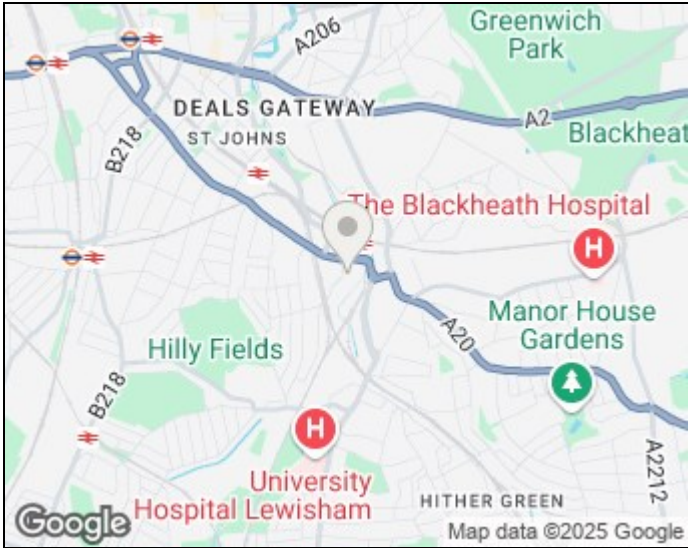 A206
Greenwich
Park
DEALS GATEWAY
A2
ST JOHNS
B218
Blackheat
The Blackheath Hospital
H
Manor House
Gardens
Hilly Fields
A20
B218
H
University
Hospital Lewisham
A2212
HITHER GREEN
Google
Map data ©2025 Google